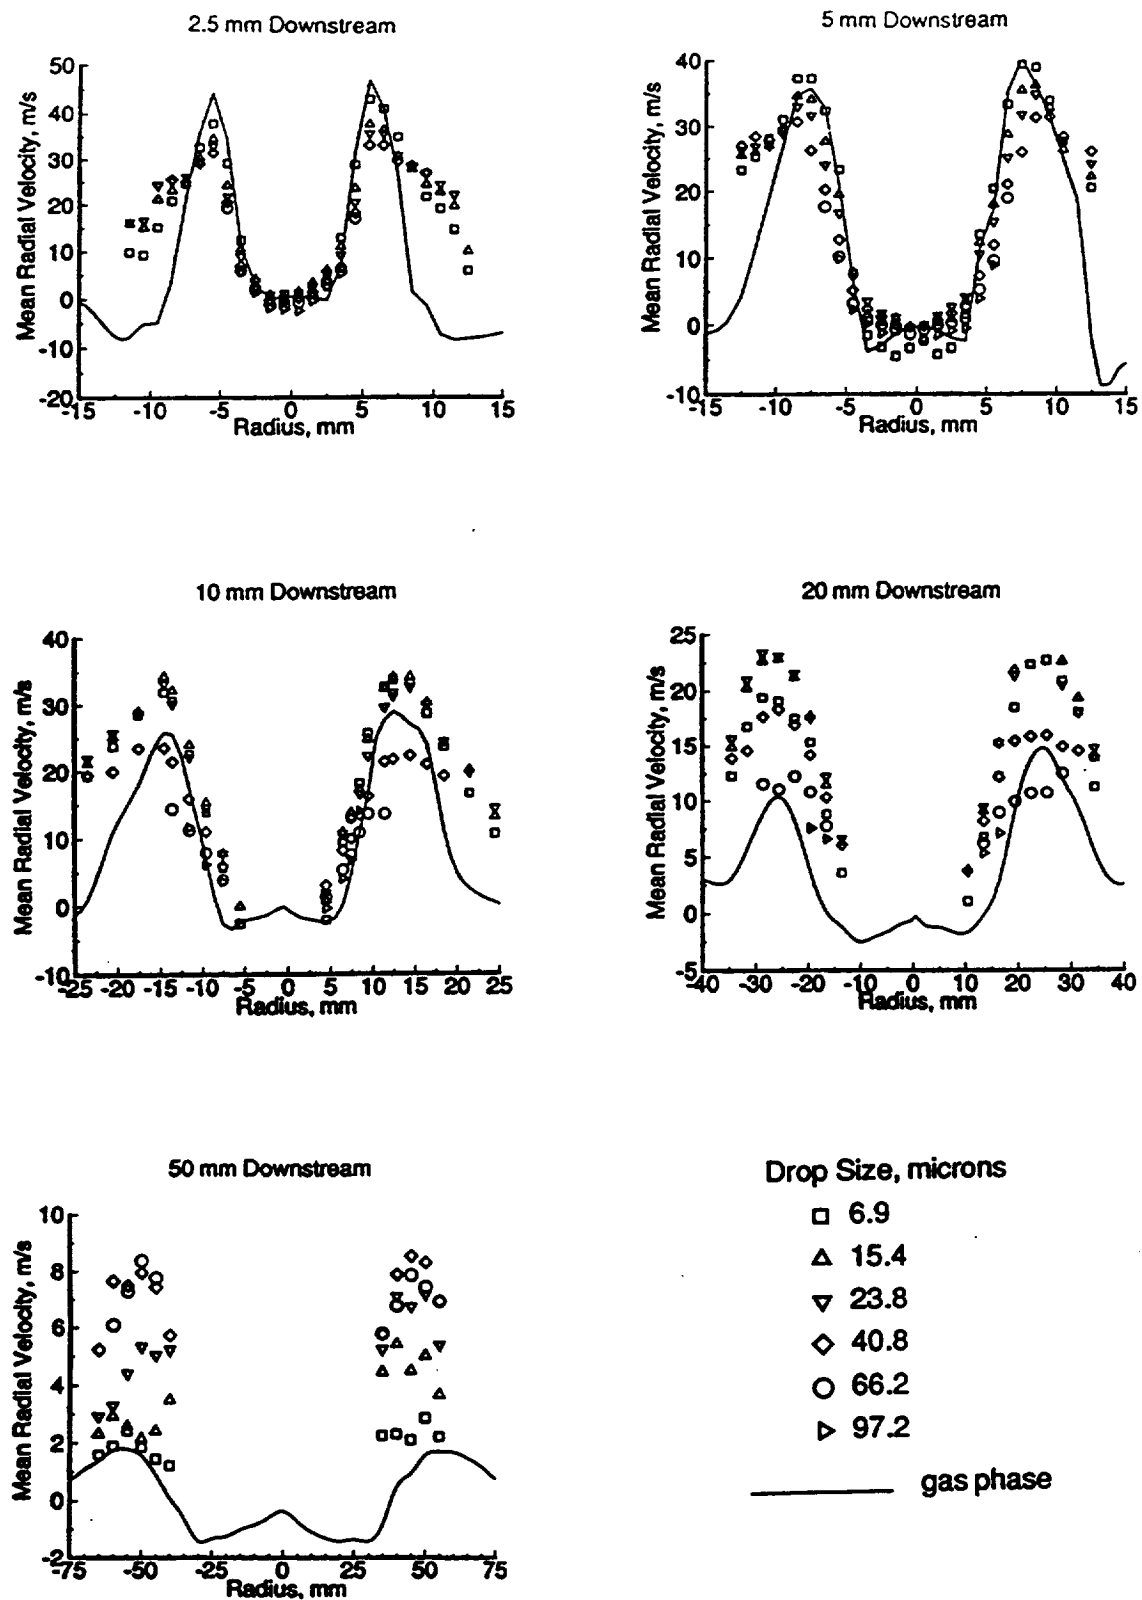 2.5 mm Downstream
Mean Radial Velocity, m/s
50
40
30
20
10
0
-10
-20
-15 -10 -5 0 5 10 15
Radius, mm
5 mm Downstream
Mean Radial Velocity, m/s
40
30
20
10
0
-10
-15 -10 -5 0 5 10 15
Radius, mm
10 mm Downstream
Mean Radial Velocity, m/s
40
30
20
10
0
-10
-25 -20 -15 -10 -5 0 5 10 15 20 25
Radius, mm
20 mm Downstream
Mean Radial Velocity, m/s
25
20
15
10
5
0
-5
-40 -30 -20 -10 0 10 20 30 40
Radius, mm
50 mm Downstream
Mean Radial Velocity, m/s
10
8
6
4
2
0
-2
-75 -50 -25 0 25 50 75
Radius, mm
Drop Size, microns
6.9
15.4
23.8
40.8
66.2
97.2
gas phase